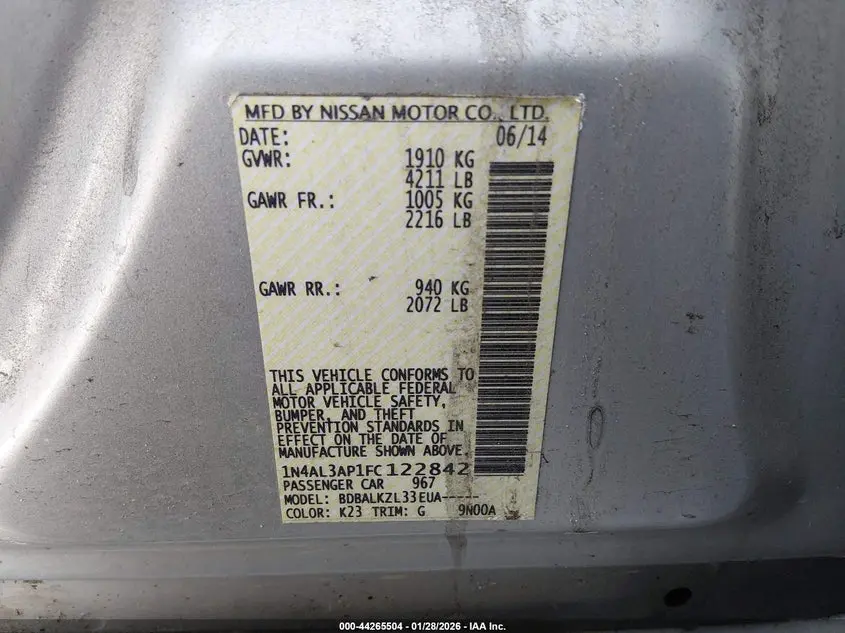 MFD BY NISSAN MOTOR CO., LTD.
DATE: 06/14
GVWR: 1910 KG
4211 LB
GAWR FR.: 1005 KG
2216 LB
GAWR RR.: 940 KG
2072 LB
THIS VEHICLE CONFORMS TO
ALL APPLICABLE FEDERAL
MOTOR VEHICLE SAFETY,
BUMPER, AND THEFT
PREVENTION STANDARDS IN
EFFECT ON THE DATE OF
MANUFACTURE SHOWN ABOVE.
1N4AL3AP1FC122842
PASSENGER CAR 967
MODEL: BDBALKZL33EUA-----
COLOR: K23 TRIM: G 9N00A
000-44265504 | 01/28/2026 - IAA Inc.